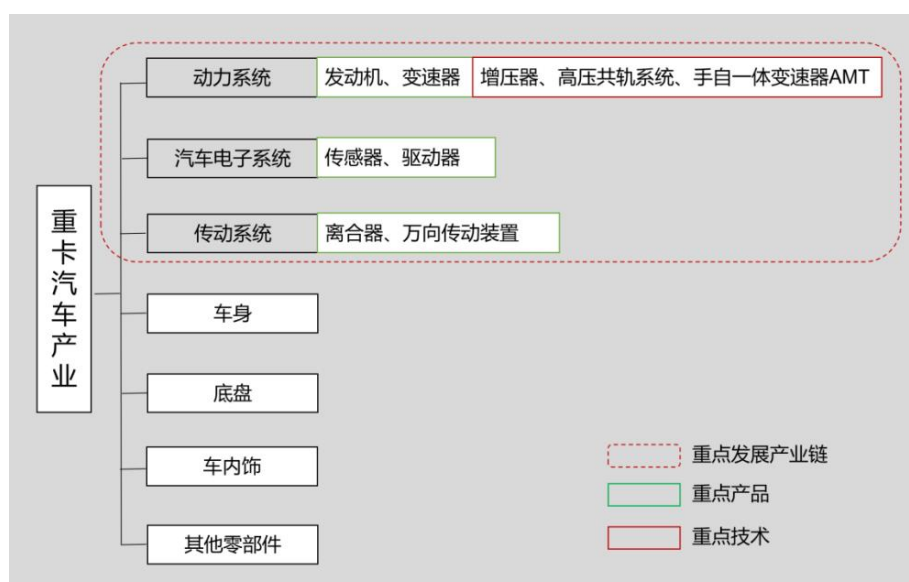 重卡汽车产业
动力系统
发动机、变速器
增压器、高压共轨系统、手自一体变速器AMT
汽车电子系统
传感器、驱动器
传动系统
离合器、万向传动装置
车身
底盘
车内饰
其他零部件
重点发展产业链
重点产品
重点技术